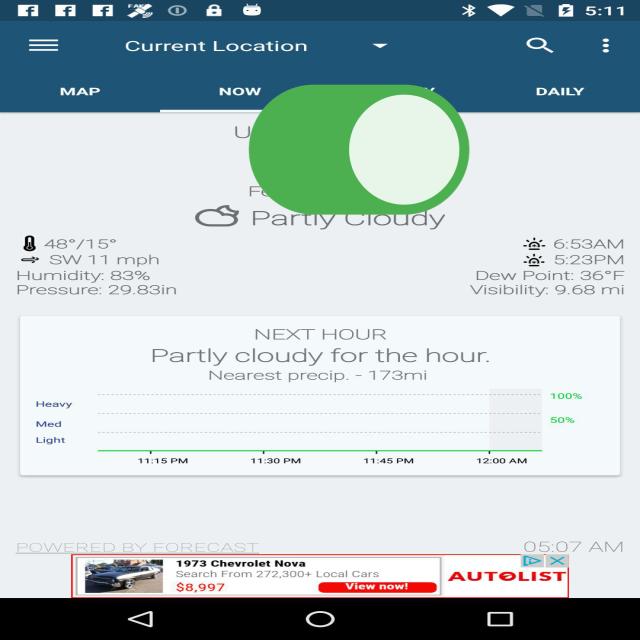 5:11
Current Location
MAP NOW DAILY
Partly Cloudy
48°/15° 6:53AM
SW 11 mph 5:23PM
Humidity: 83% Dew Point: 36°F
Pressure: 29.83in Visibility: 9.68 mi
NEXT HOUR
Partly cloudy for the hour.
Nearest precip. - 173mi
100%
Heavy
50%
Med
Light
11:15 PM 11:30 PM 11:45 PM 12:00 AM
POWERED BY FORECAST 05:07 AM
1973 Chevrolet Nova
Search From 272,300+ Local Cars
$8,997 View now!
AUTOLIST